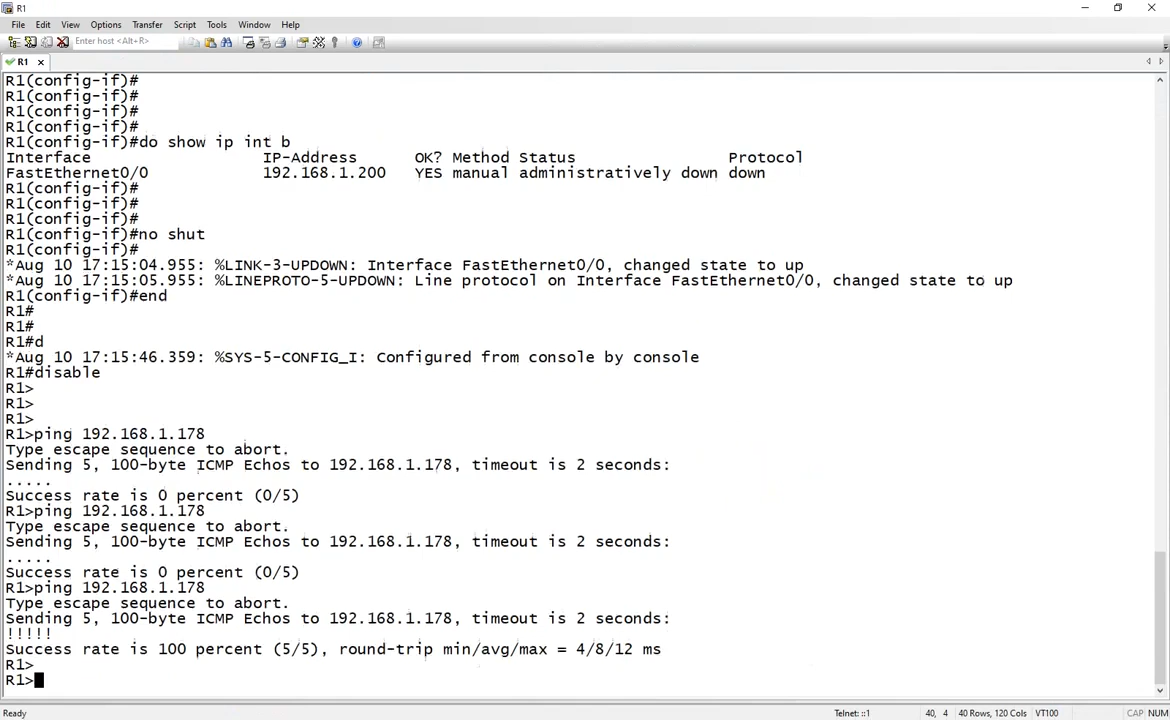 R1
File Edit View Options Transfer Script Tools Window Help
Enter host <Alt+R>
R1
R1(config-if)#
R1(config-if)#
R1(config-if)#
R1(config-if)#
R1(config-if)#do show ip int b
Interface IP-Address OK? Method Status Protocol
FastEthernet0/0 192.168.1.200 YES manual administratively down down
R1(config-if)#
R1(config-if)#
R1(config-if)#
R1(config-if)#no shut
R1(config-if)#
*Aug 10 17:15:04.955: %LINK-3-UPDOWN: Interface FastEthernet0/0, changed state to up
*Aug 10 17:15:05.955: %LINEPROTO-5-UPDOWN: Line protocol on Interface FastEthernet0/0, changed state to up
R1(config-if)#end
R1#
R1#
R1#d
*Aug 10 17:15:46.359: %SYS-5-CONFIG_I: Configured from console by console
R1#disable
R1>
R1>
R1>
R1>ping 192.168.1.178
Type escape sequence to abort.
Sending 5, 100-byte ICMP Echos to 192.168.1.178, timeout is 2 seconds:
.....
Success rate is 0 percent (0/5)
R1>ping 192.168.1.178
Type escape sequence to abort.
Sending 5, 100-byte ICMP Echos to 192.168.1.178, timeout is 2 seconds:
.....
Success rate is 0 percent (0/5)
R1>ping 192.168.1.178
Type escape sequence to abort.
Sending 5, 100-byte ICMP Echos to 192.168.1.178, timeout is 2 seconds:
!!!!!
Success rate is 100 percent (5/5), round-trip min/avg/max = 4/8/12 ms
R1>
R1>
Ready Telnet: ::1 40, 4 40 Rows, 120 Cols VT100 CAP NUM